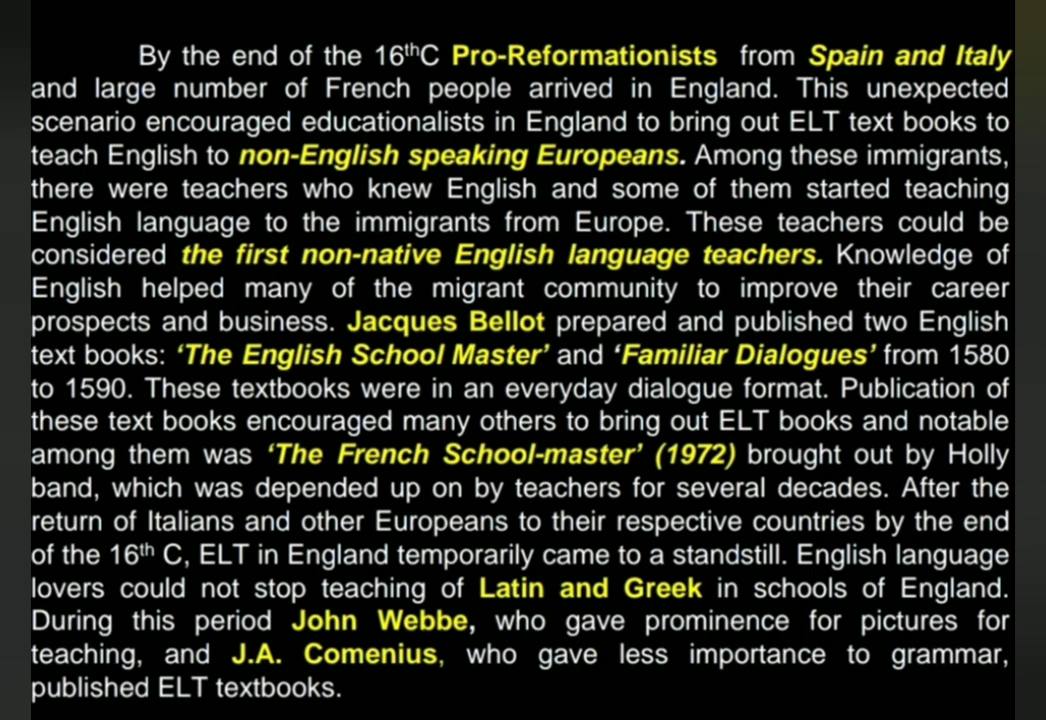 By the end of the 16thC Pro-Reformationists from Spain and Italy
and large number of French people arrived in England. This unexpected
scenario encouraged educationalists in England to bring out ELT text books to
teach English to non-English speaking Europeans. Among these immigrants,
there were teachers who knew English and some of them started teaching
English language to the immigrants from Europe. These teachers could be
considered the first non-native English language teachers. Knowledge of
English helped many of the migrant community to improve their career
prospects and business. Jacques Bellot prepared and published two English
text books: ‘The English School Master’ and ‘Familiar Dialogues’ from 1580
to 1590. These textbooks were in an everyday dialogue format. Publication of
these text books encouraged many others to bring out ELT books and notable
among them was ‘The French School-master’ (1972) brought out by Holly
band, which was depended up on by teachers for several decades. After the
return of Italians and other Europeans to their respective countries by the end
of the 16th C, ELT in England temporarily came to a standstill. English language
lovers could not stop teaching of Latin and Greek in schools of England.
During this period John Webbe, who gave prominence for pictures for
teaching, and J.A. Comenius, who gave less importance to grammar,
published ELT textbooks.